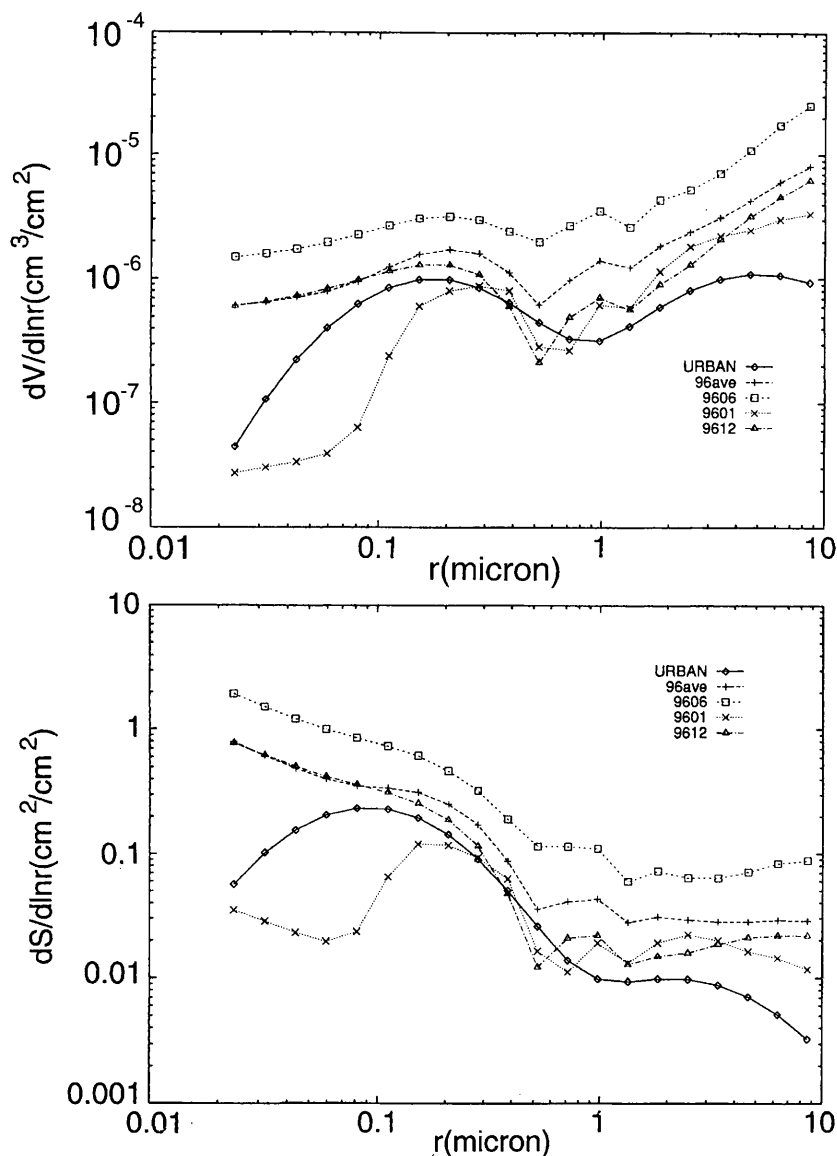 10^-4
10^-5
10^-6
10^-7
10^-8
dV/dlnr(cm^3/cm^2)
URBAN
96ave
9606
9601
9612
0.01 0.1 1 10
r(micron)
10
1
0.1
0.01
0.001
dS/dlnr(cm^2/cm^2)
URBAN
96ave
9606
9601
9612
0.01 0.1 1 10
r(micron)